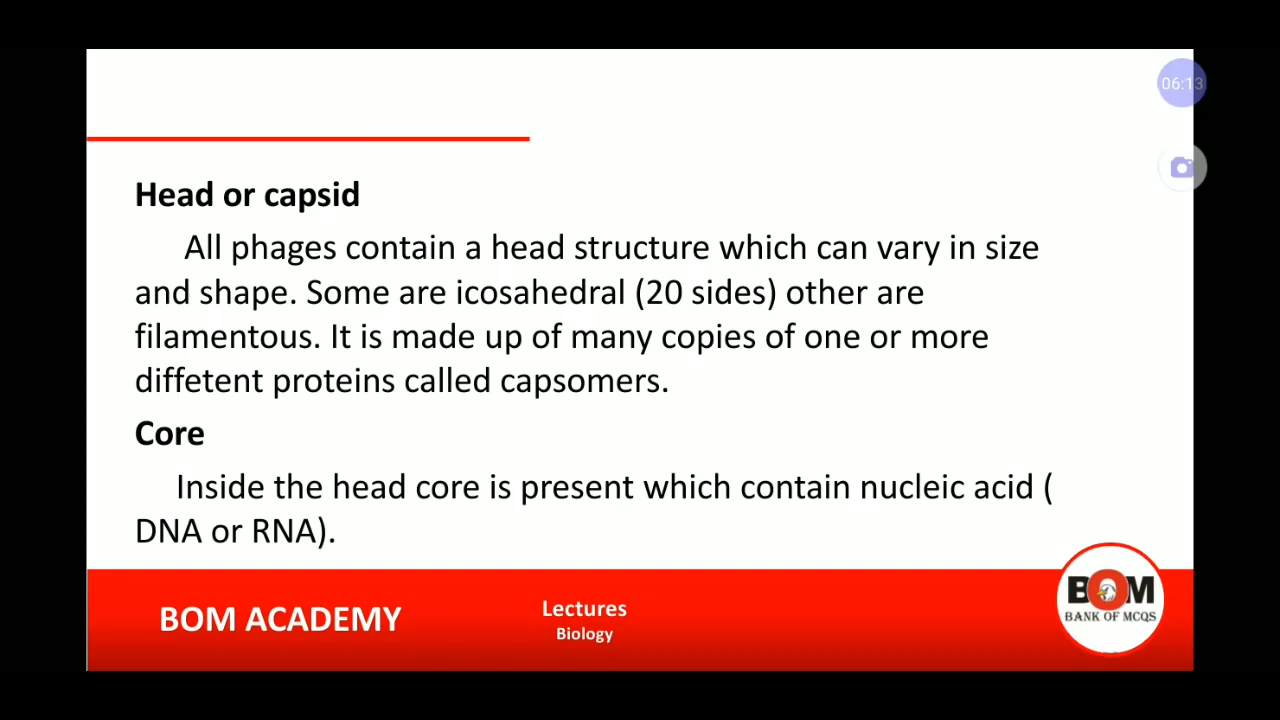 06:13
Head or capsid
All phages contain a head structure which can vary in size
and shape. Some are icosahedral (20 sides) other are
filamentous. It is made up of many copies of one or more
diffetent proteins called capsomers.
Core
Inside the head core is present which contain nucleic acid (
DNA or RNA).
BOM ACADEMY
Lectures
Biology
BOM
BANK OF MCQS